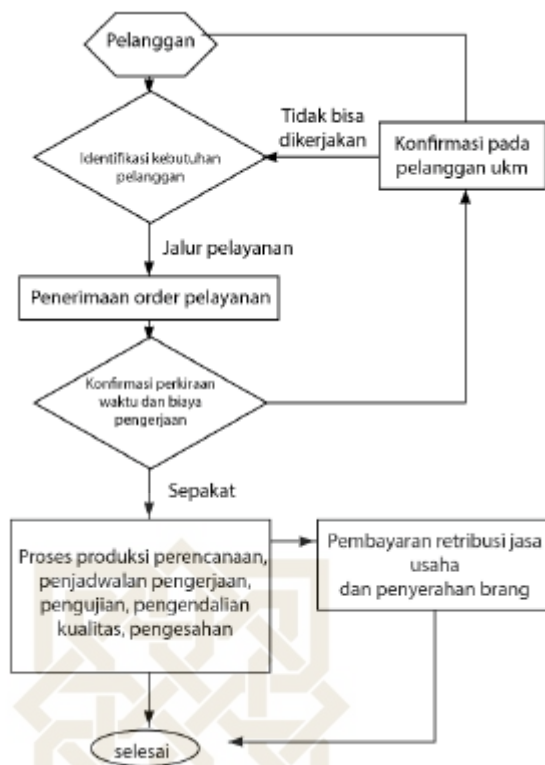 Pelanggan
Tidak bisa
dikerjakan
Konfirmasi pada
pelanggan ukm
Identifikasi kebutuhan
pelanggan
Jalur pelayanan
Penerimaan order pelayanan
Konfirmasi perkiraan
waktu dan biaya
pengerjaan
Sepakat
Proses produksi perencanaan,
penjadwalan pengerjaan,
pengujian, pengendalian
kualitas, pengesahan
Pembayaran retribusi jasa
usaha
dan penyerahan brang
selesai